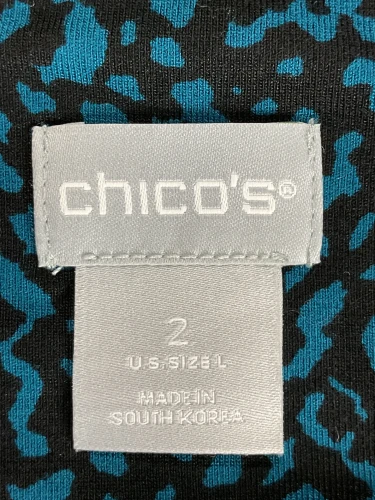 chico's®
2
U.S. SIZE L
MADE IN
SOUTH KOREA